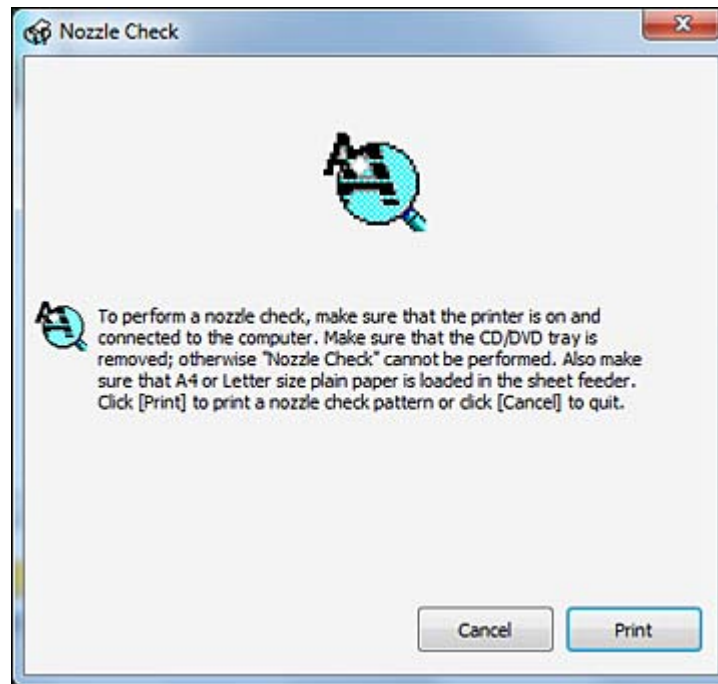 Nozzle Check
To perform a nozzle check, make sure that the printer is on and
connected to the computer. Make sure that the CD/DVD tray is
removed; otherwise "Nozzle Check" cannot be performed. Also make
sure that A4 or Letter size plain paper is loaded in the sheet feeder.
Click [Print] to print a nozzle check pattern or click [Cancel] to quit.
Cancel
Print